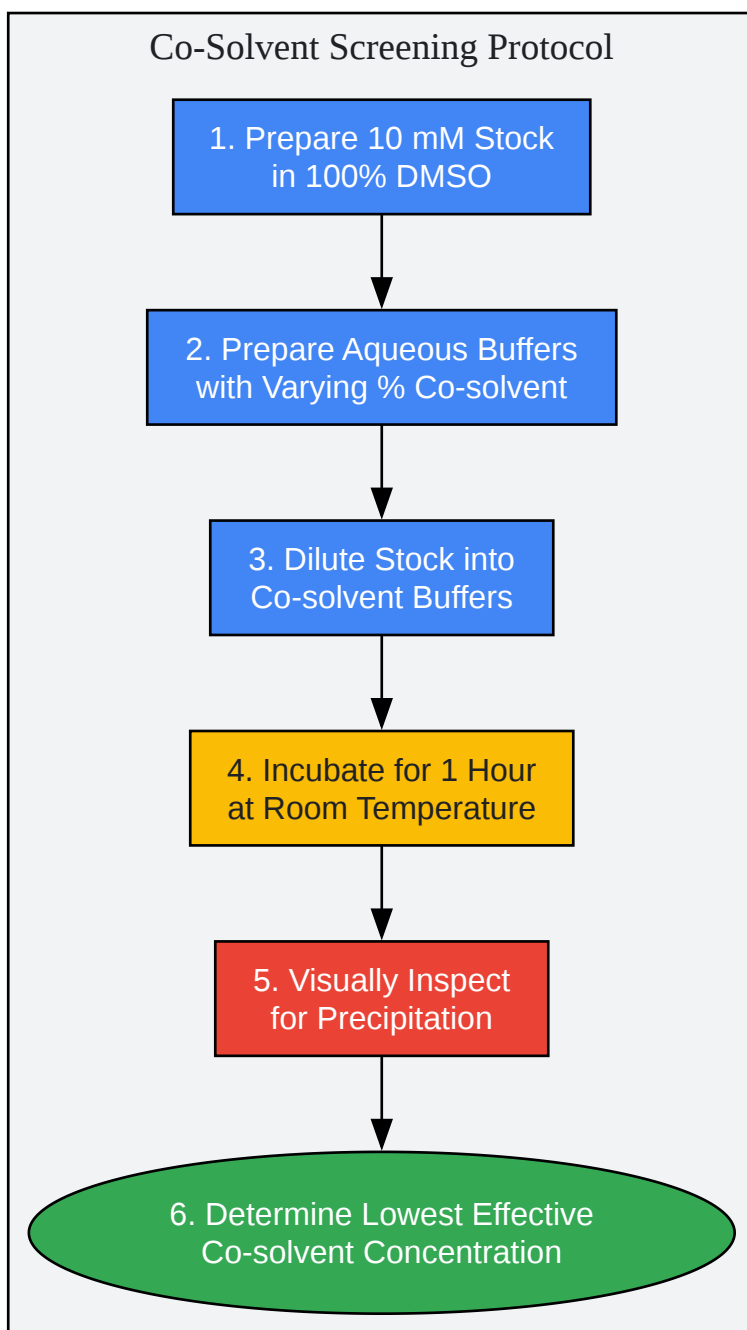 Co-Solvent Screening Protocol
1. Prepare 10 mM Stock
in 100% DMSO
2. Prepare Aqueous Buffers
with Varying % Co-solvent
3. Dilute Stock into
Co-solvent Buffers
4. Incubate for 1 Hour
at Room Temperature
5. Visually Inspect
for Precipitation
6. Determine Lowest Effective
Co-solvent Concentration